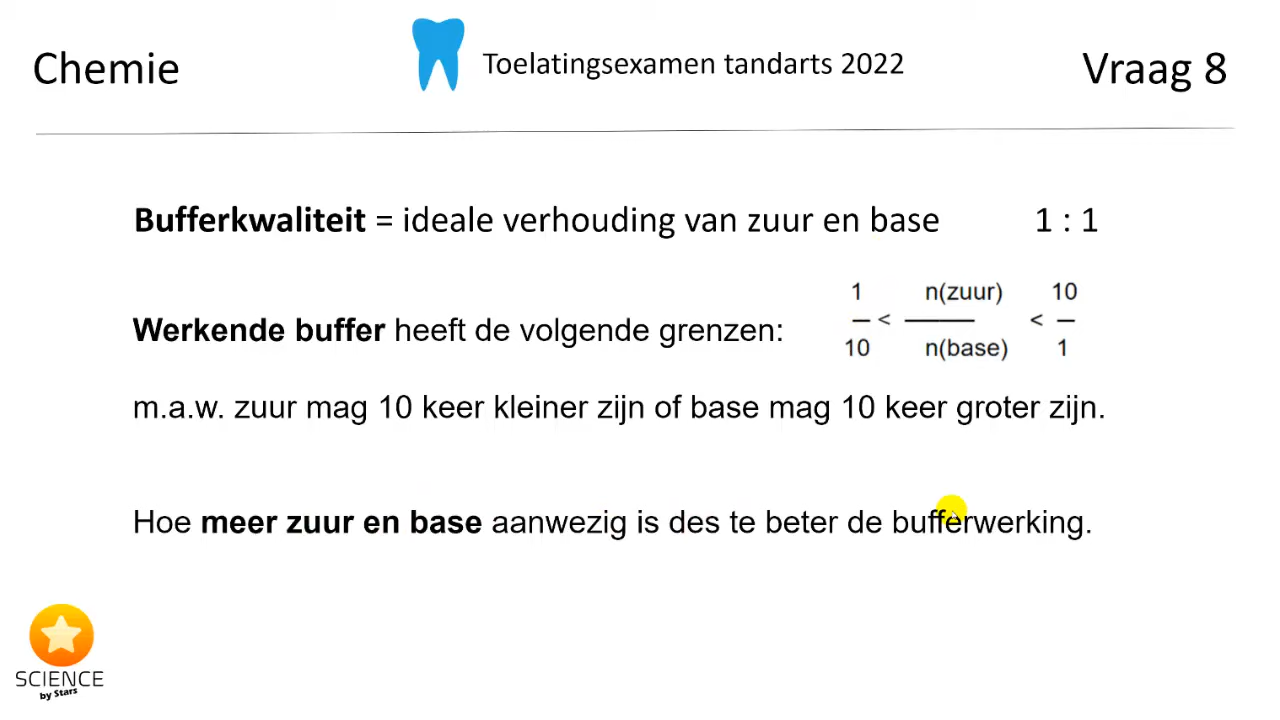 Chemie
Toelatingsexamen tandarts 2022
Vraag 8
Bufferkwaliteit = ideale verhouding van zuur en base 1 : 1
Werkende buffer heeft de volgende grenzen:
1 n(zuur) 10
— < —— < —
10 n(base) 1
m.a.w. zuur mag 10 keer kleiner zijn of base mag 10 keer groter zijn.
Hoe meer zuur en base aanwezig is des te beter de bufferwerking.
SCIENCE
by Stars